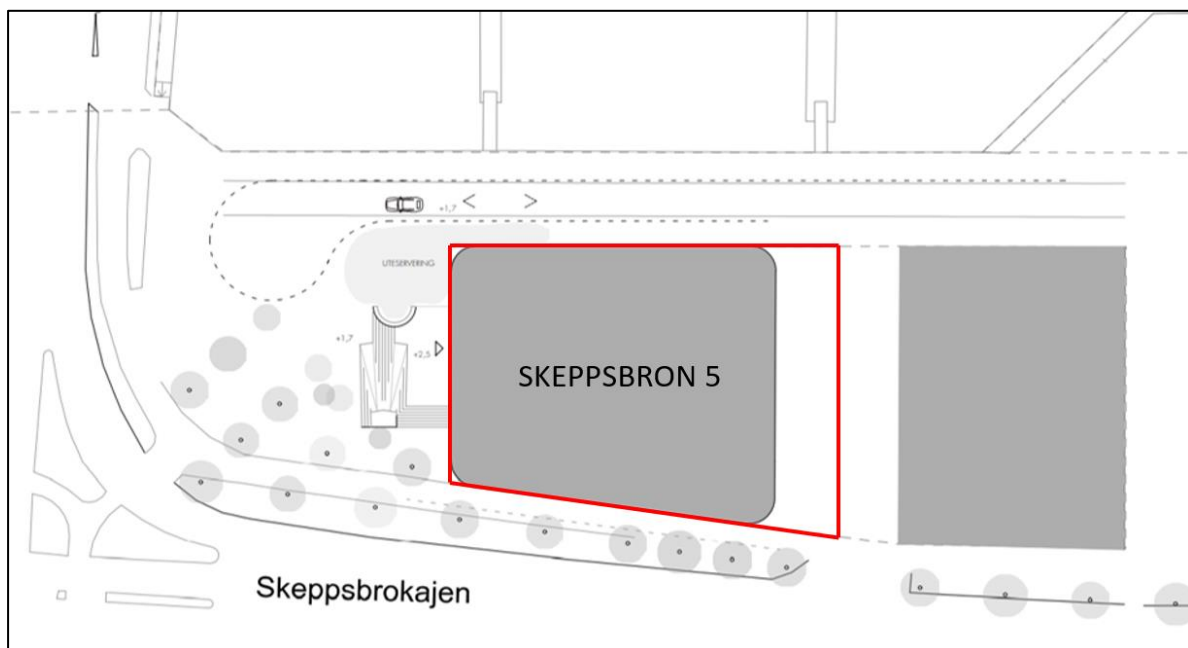 +1,7
UTESERVERING
+1,7
+2,5
SKEPPSBRON 5
Skeppsbrokajen